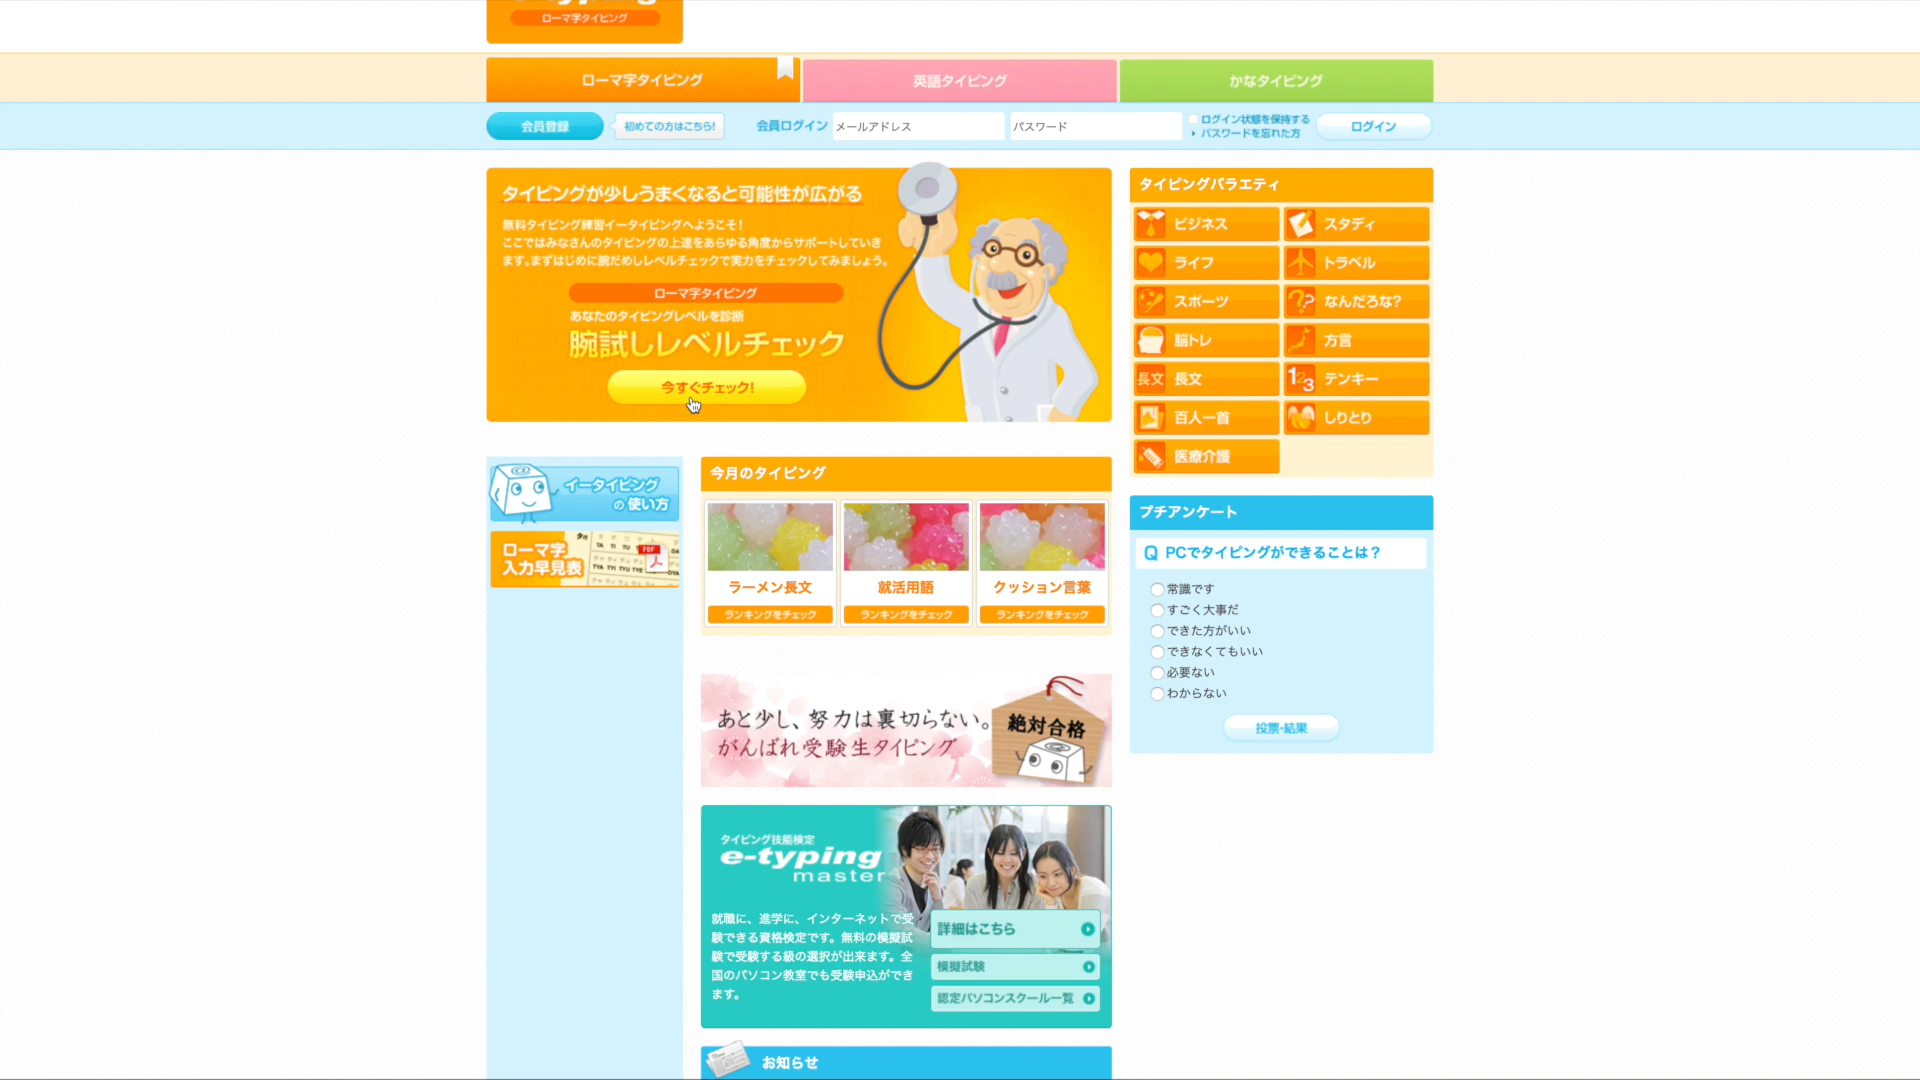 ローマ字タイピング
ローマ字タイピング
英語タイピング
かなタイピング
会員登録
初めての方はこちら!
会員ログイン
メールアドレス
パスワード
ログイン状態を保持する
パスワードを忘れた方
ログイン
タイピングが少しうまくなると可能性が広がる
無料タイピング練習イータイピングへようこそ!
ここではみなさんのタイピングの上達をあらゆる角度からサポートしていき
ます。まずはじめに腕だめしレベルチェックで実力をチェックしてみましょう。
ローマ字タイピング
あなたのタイピングレベルを診断
腕試しレベルチェック
今すぐチェック!
タイピングバラエティ
ビジネス
スタディ
ライフ
トラベル
スポーツ
なんだろな?
脳トレ
方言
長文 長文
123 テンキー
百人一首
しりとり
医療介護
イータイピング
の使い方
ローマ字
入力早見表
PDF
今月のタイピング
ラーメン長文
就活用語
クッション言葉
ランキングをチェック
ランキングをチェック
ランキングをチェック
プチアンケート
Q PCでタイピングができることは?
常識です
すごく大事だ
できた方がいい
できなくてもいい
必要ない
わからない
投票・結果
あと少し、努力は裏切らない。
がんばれ受験生タイピング
絶対合格
タイピング技能検定
e-typing
master
就職に、進学に、インターネットで受
験できる資格検定です。無料の模擬試
験で受験する級の選択が出来ます。全
国のパソコン教室でも受験申込ができ
ます。
詳細はこちら
模擬試験
認定パソコンスクール一覧
お知らせ